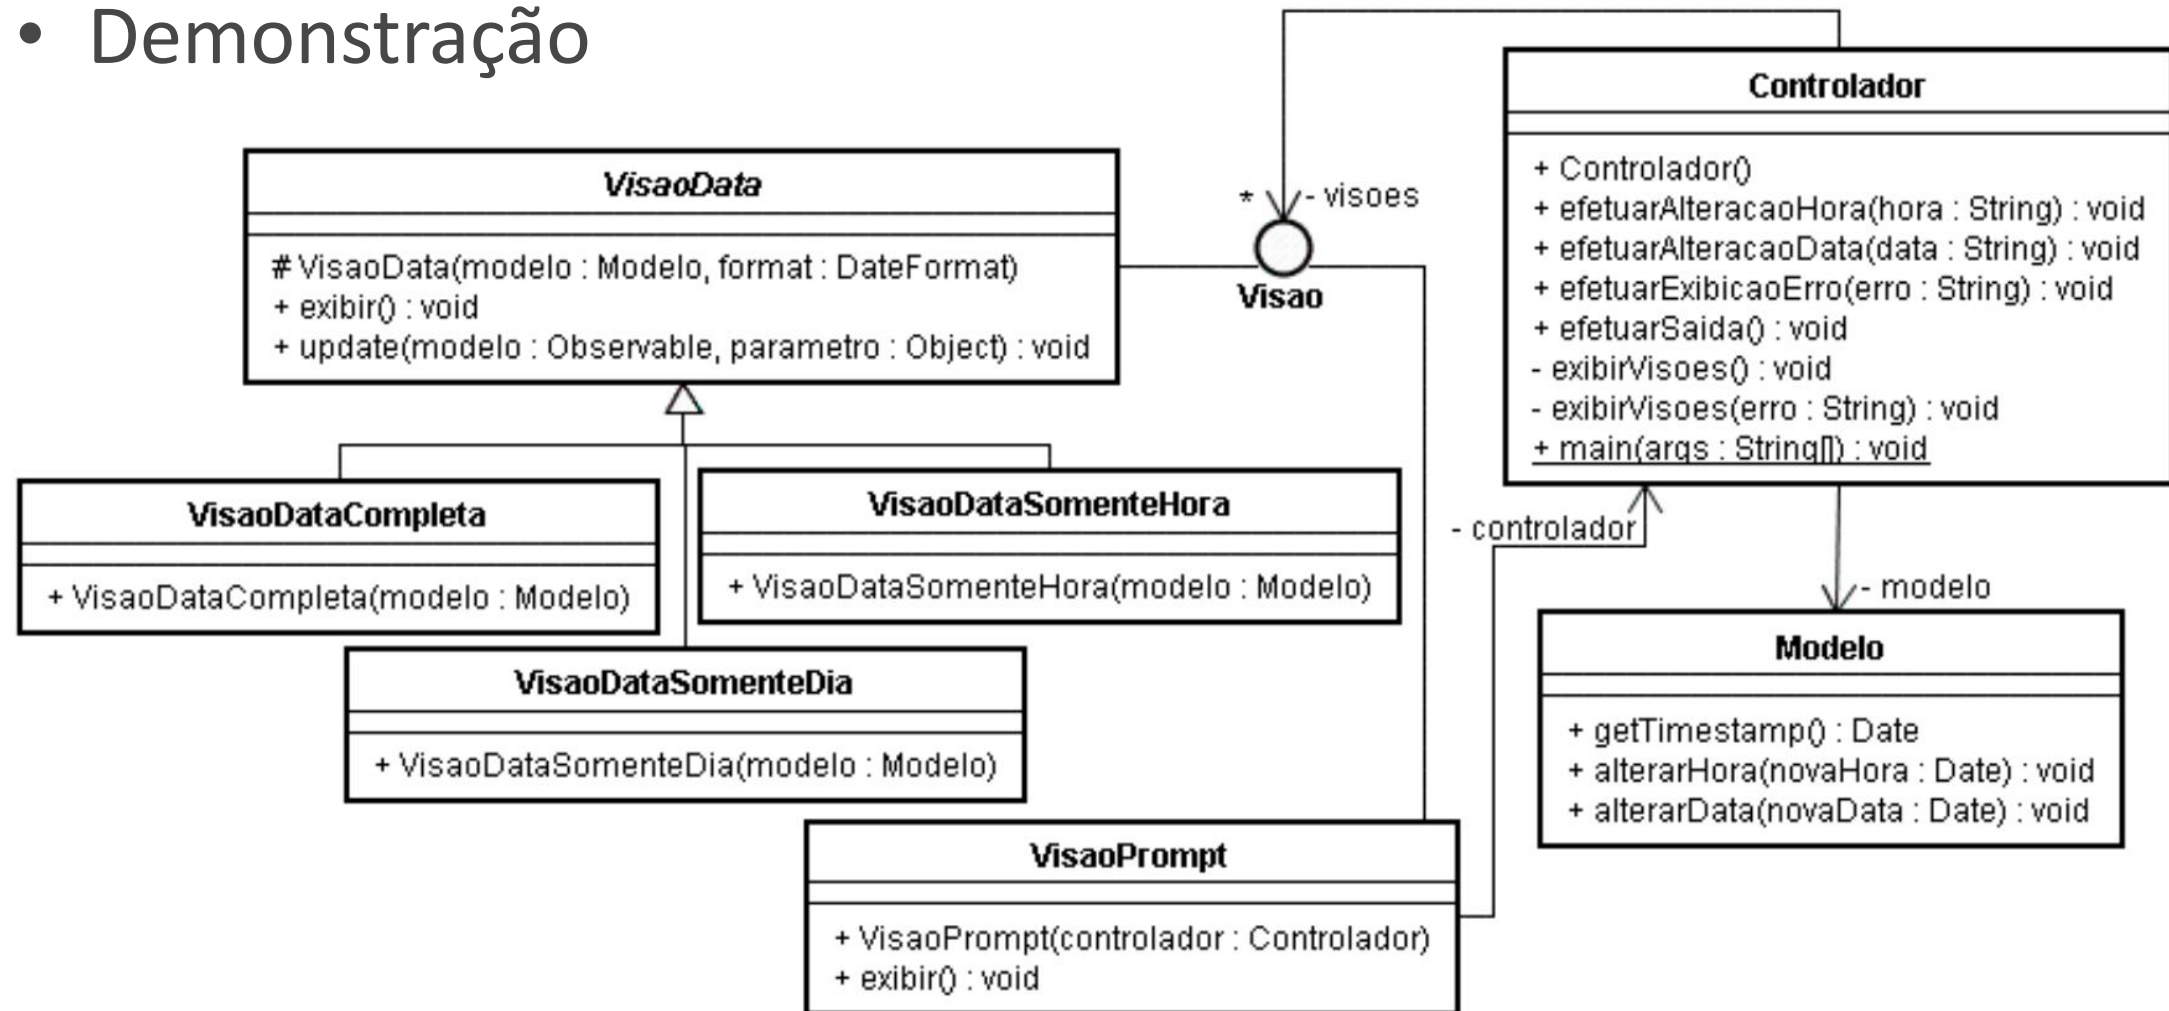 • Demonstração
VisaoData
# VisaoData(modelo : Modelo, format : DateFormat)
+ exibir() : void
+ update(modelo : Observable, parametro : Object) : void
* - visoes
Visao
Controlador
+ Controlador()
+ efetuarAlteracaoHora(hora : String) : void
+ efetuarAlteracaoData(data : String) : void
+ efetuarExibicaoErro(erro : String) : void
+ efetuarSaida() : void
- exibirVisoes() : void
- exibirVisoes(erro : String) : void
+ main(args : String[]) : void
VisaoDataCompleta
+ VisaoDataCompleta(modelo : Modelo)
VisaoDataSomenteHora
+ VisaoDataSomenteHora(modelo : Modelo)
- controlador
- modelo
VisaoDataSomenteDia
+ VisaoDataSomenteDia(modelo : Modelo)
Modelo
+ getTimestamp() : Date
+ alterarHora(novaHora : Date) : void
+ alterarData(novaData : Date) : void
VisaoPrompt
+ VisaoPrompt(controlador : Controlador)
+ exibir() : void